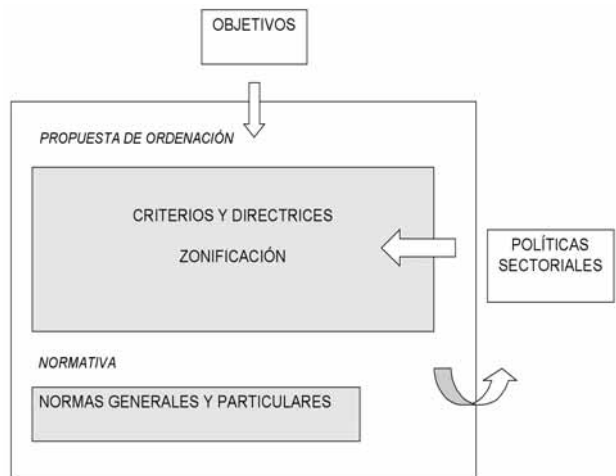 OBJETIVOS
PROPUESTA DE ORDENACIÓN
CRITERIOS Y DIRECTRICES
ZONIFICACIÓN
POLÍTICAS
SECTORIALES
NORMATIVA
NORMAS GENERALES Y PARTICULARES